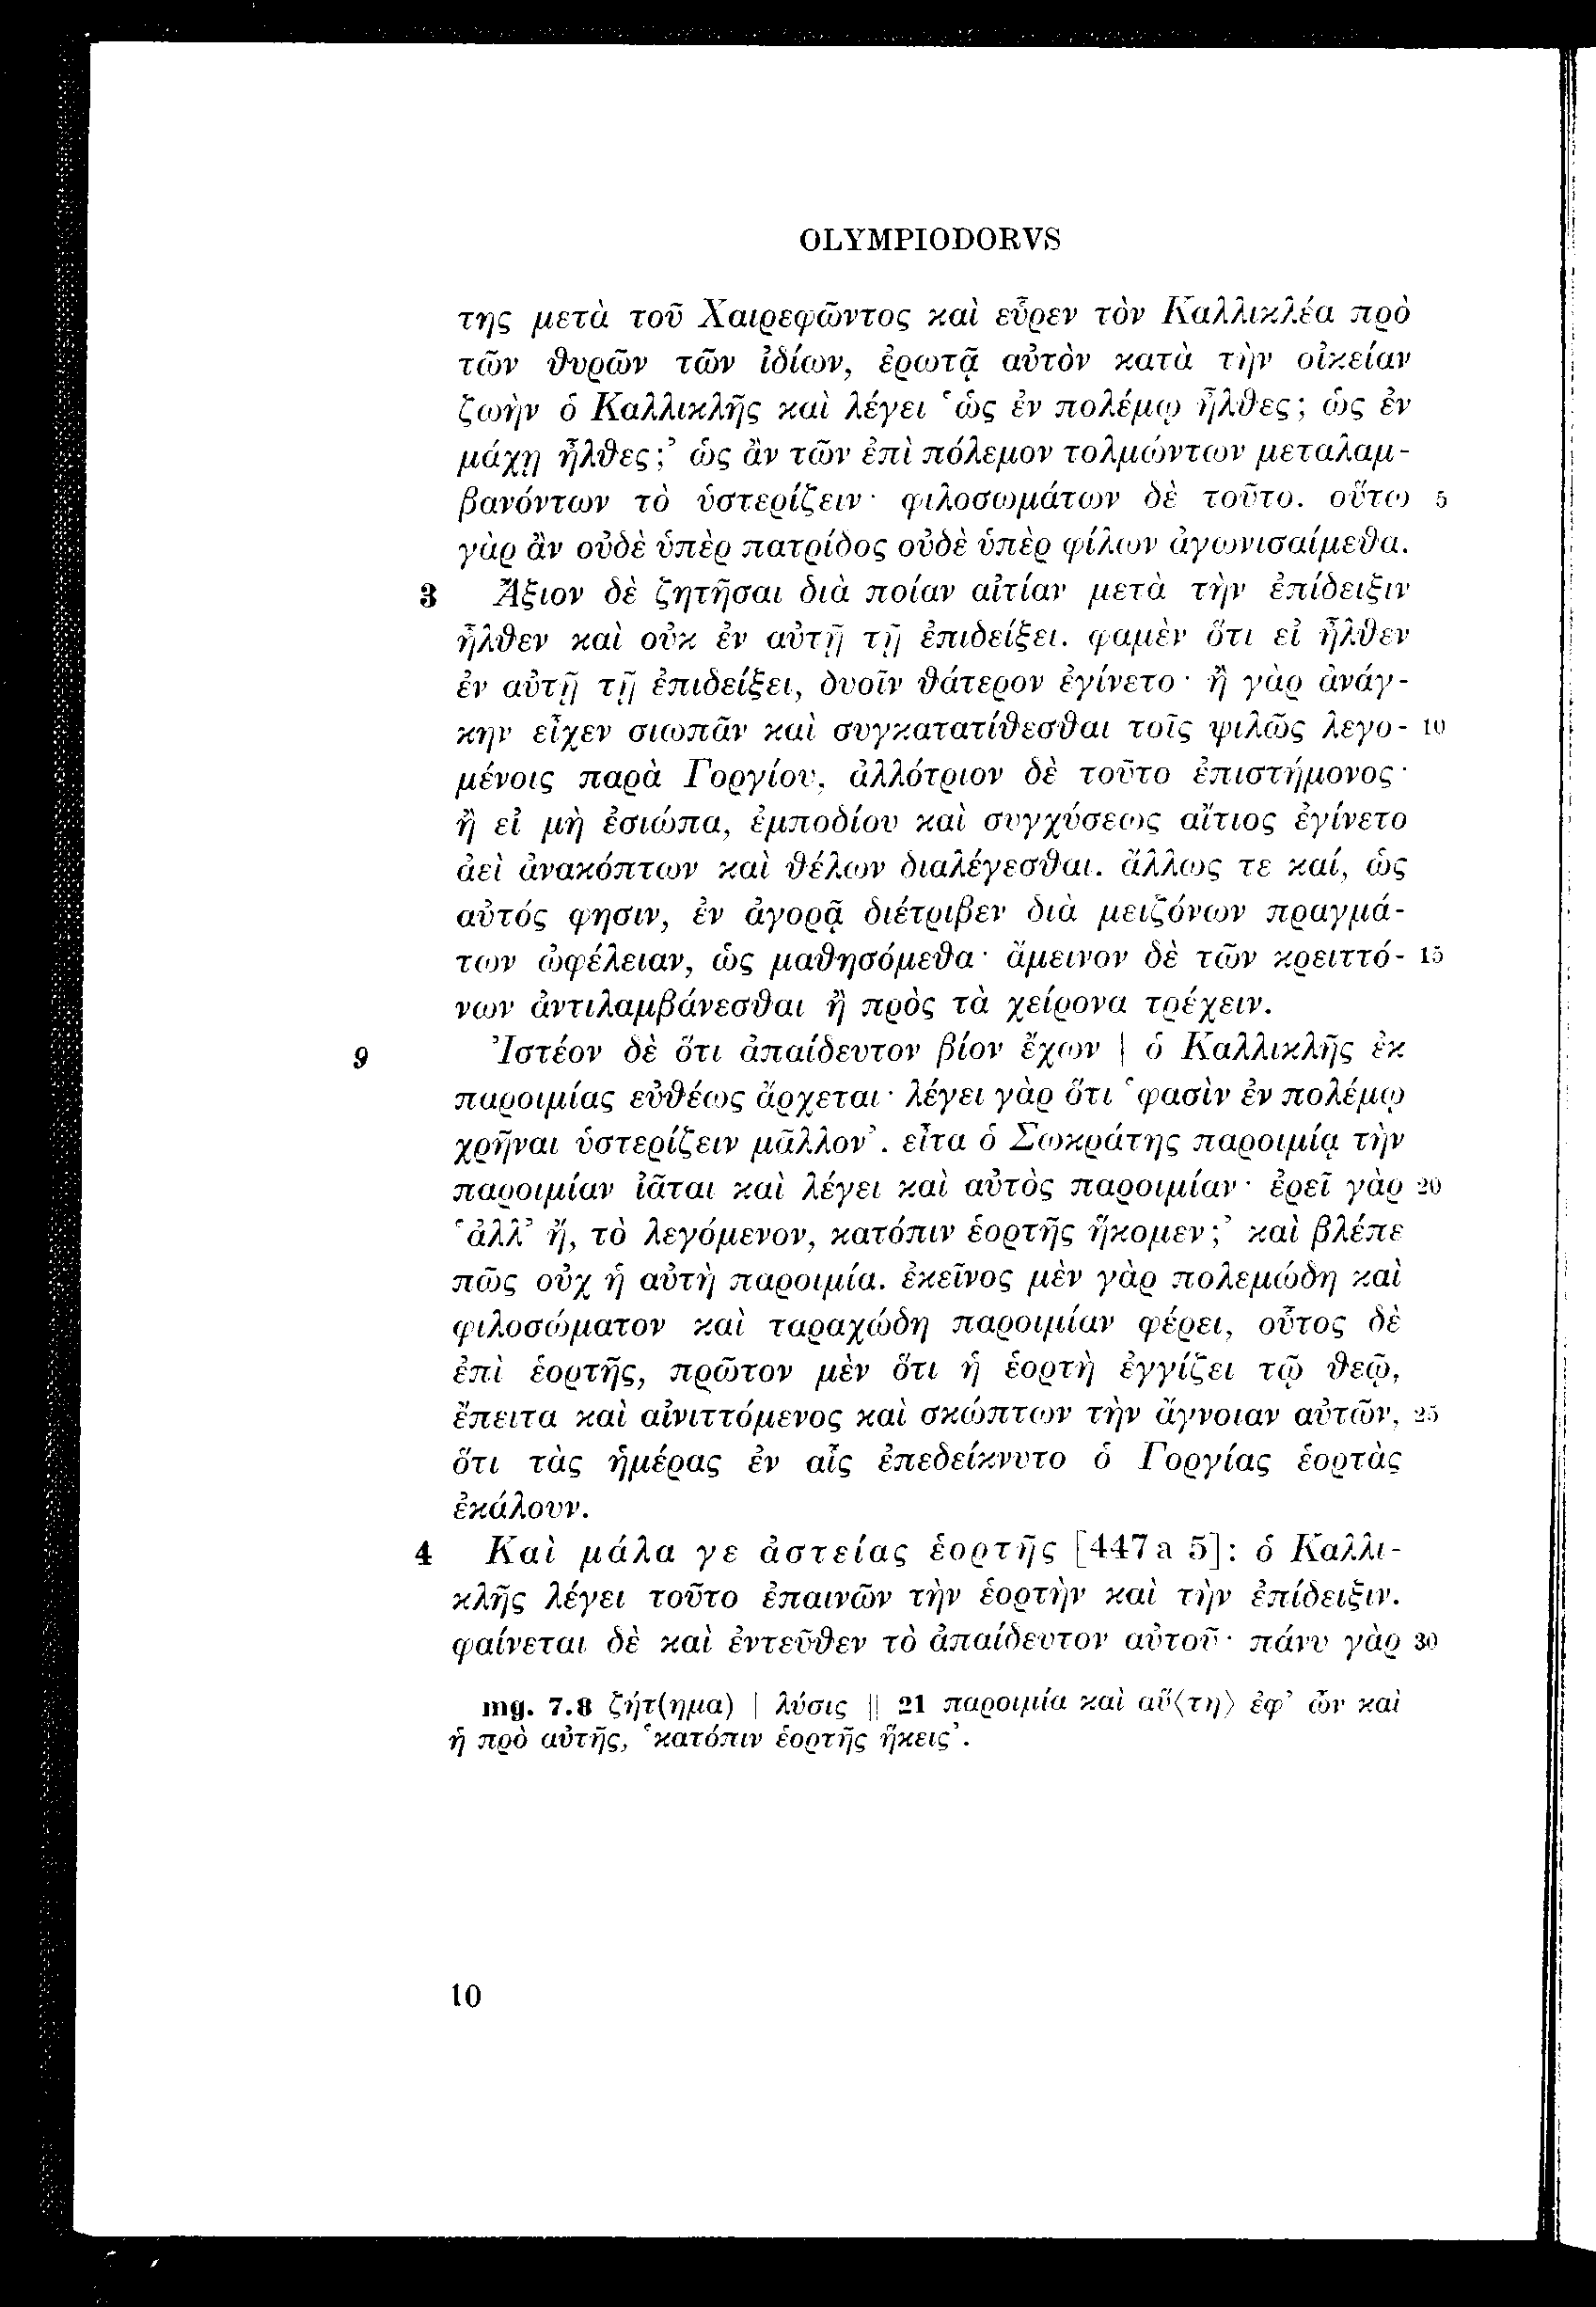 OLYMPIODORVS
της μετὰ τοῦ Χαιρεφῶντος καὶ εὗρεν τὸν Καλλικλέα πρὸ
τῶν θυρῶν τῶν ἰδίων, ἐρωτᾷ αὐτὸν κατὰ τὴν οἰκείαν
ζωὴν ὁ Καλλικλῆς καὶ λέγει ῾ὡς ἐν πολέμῳ ἦλθες; ὡς ἐν
μάχῃ ἦλθες;᾿ ὡς ἂν τῶν ἐπὶ πόλεμον τολμώντων μεταλαμ-
βανόντων τὸ ὑστερίζειν· φιλοσωμάτων δὲ τοῦτο. οὕτω 5
γὰρ ἂν οὐδὲ ὑπὲρ πατρίδος οὐδὲ ὑπὲρ φίλων ἀγωνισαίμεθα.
3 Ἄξιον δὲ ζητῆσαι διὰ ποίαν αἰτίαν μετὰ τὴν ἐπίδειξιν
ἦλθεν καὶ οὐκ ἐν αὐτῇ τῇ ἐπιδείξει. φαμὲν ὅτι εἰ ἦλθεν
ἐν αὐτῇ τῇ ἐπιδείξει, δυοῖν θάτερον ἐγίνετο· ἢ γὰρ ἀνάγ-
κην εἶχεν σιωπᾶν καὶ συγκατατίθεσθαι τοῖς ψιλῶς λεγο- 10
μένοις παρὰ Γοργίου, ἀλλότριον δὲ τοῦτο ἐπιστήμονος·
ἢ εἰ μὴ ἐσιώπα, ἐμποδίου καὶ συγχύσεως αἴτιος ἐγίνετο
ἀεὶ ἀνακόπτων καὶ θέλων διαλέγεσθαι. ἄλλως τε καί, ὡς
αὐτός φησιν, ἐν ἀγορᾷ διέτριβεν διὰ μειζόνων πραγμά-
των ὠφέλειαν, ὡς μαθησόμεθα· ἄμεινον δὲ τῶν κρειττό- 15
νων ἀντιλαμβάνεσθαι ἢ πρὸς τὰ χείρονα τρέχειν.
9 Ἰστέον δὲ ὅτι ἀπαίδευτον βίον ἔχων | ὁ Καλλικλῆς ἐκ
παροιμίας εὐθέως ἄρχεται· λέγει γὰρ ὅτι ῾φασὶν ἐν πολέμῳ
χρῆναι ὑστερίζειν μᾶλλον᾿. εἶτα ὁ Σωκράτης παροιμίᾳ τὴν
παροιμίαν ἰᾶται καὶ λέγει καὶ αὐτὸς παροιμίαν· ἐρεῖ γὰρ 20
῾ἀλλ᾿ ἤ, τὸ λεγόμενον, κατόπιν ἑορτῆς ἥκομεν;᾿ καὶ βλέπε
πῶς οὐχ ἡ αὐτὴ παροιμία. ἐκεῖνος μὲν γὰρ πολεμώδη καὶ
φιλοσώματον καὶ ταραχώδη παροιμίαν φέρει, οὗτος δὲ
ἐπὶ ἑορτῆς, πρῶτον μὲν ὅτι ἡ ἑορτὴ ἐγγίζει τῷ θεῷ,
ἔπειτα καὶ αἰνιττόμενος καὶ σκώπτων τὴν ἄγνοιαν αὐτῶν, 25
ὅτι τὰς ἡμέρας ἐν αἷς ἐπεδείκνυτο ὁ Γοργίας ἑορτὰς
ἐκάλουν.
4 Καὶ μάλα γε ἀστείας ἑορτῆς [447a 5]: ὁ Καλλι-
κλῆς λέγει τοῦτο ἐπαινῶν τὴν ἑορτὴν καὶ τὴν ἐπίδειξιν.
φαίνεται δὲ καὶ ἐντεῦθεν τὸ ἀπαίδευτον αὐτοῦ· πάνυ γὰρ 30
mg. 7.8 ζήτ(ημα) | λύσις || 21 παροιμία καὶ αὕ⟨τη⟩ ἐφ᾿ ὧν καὶ
ἡ πρὸ αὐτῆς, ῾κατόπιν ἑορτῆς ἥκεις᾿.
10